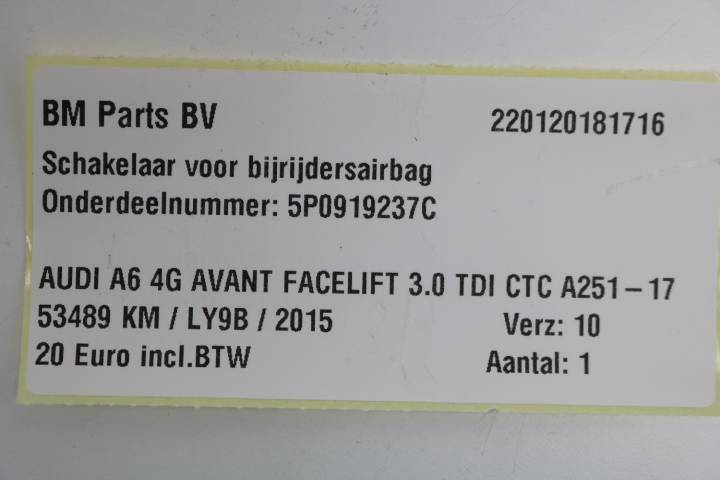 BM Parts BV 220120181716
Schakelaar voor bijrijdersairbag
Onderdeelnummer: 5P0919237C
AUDI A6 4G AVANT FACELIFT 3.0 TDI CTC A251-17
53489 KM / LY9B / 2015 Verz: 10
20 Euro incl.BTW Aantal: 1